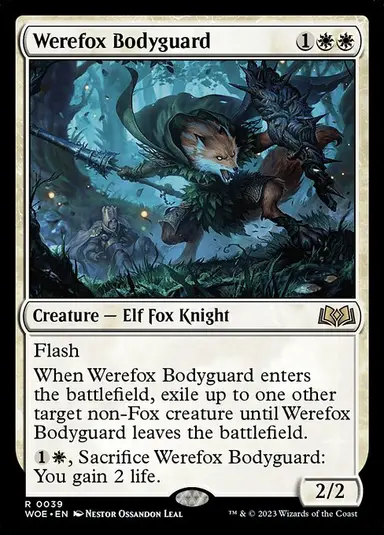 Werefox Bodyguard 1
Creature — Elf Fox Knight
Flash
When Werefox Bodyguard enters
the battlefield, exile up to one other
target non-Fox creature until Werefox
Bodyguard leaves the battlefield.
1 , Sacrifice Werefox Bodyguard:
You gain 2 life.
2/2
R 0039
WOE • EN Nestor Ossandon Leal
™ & © 2023 Wizards of the Coast